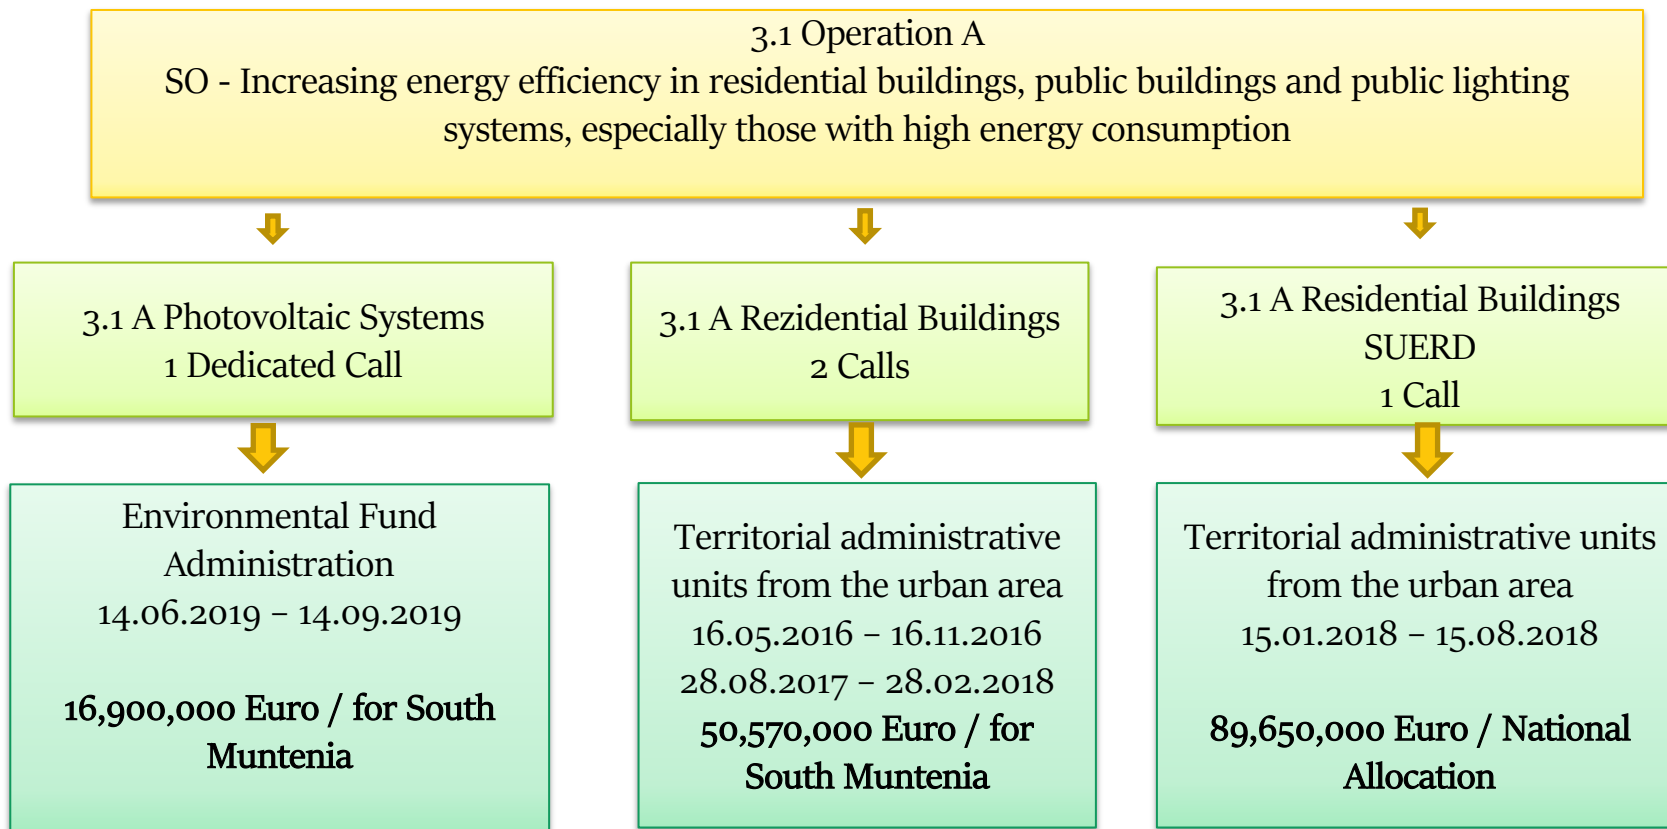 3.1 Operation A
SO - Increasing energy efficiency in residential buildings, public buildings and public lighting
systems, especially those with high energy consumption
3.1 A Photovoltaic Systems
1 Dedicated Call
3.1 A Rezidential Buildings
2 Calls
3.1 A Residential Buildings
SUERD
1 Call
Environmental Fund
Administration
14.06.2019 – 14.09.2019
16,900,000 Euro / for South
Muntenia
Territorial administrative
units from the urban area
16.05.2016 – 16.11.2016
28.08.2017 – 28.02.2018
50,570,000 Euro / for
South Muntenia
Territorial administrative units
from the urban area
15.01.2018 – 15.08.2018
89,650,000 Euro / National
Allocation